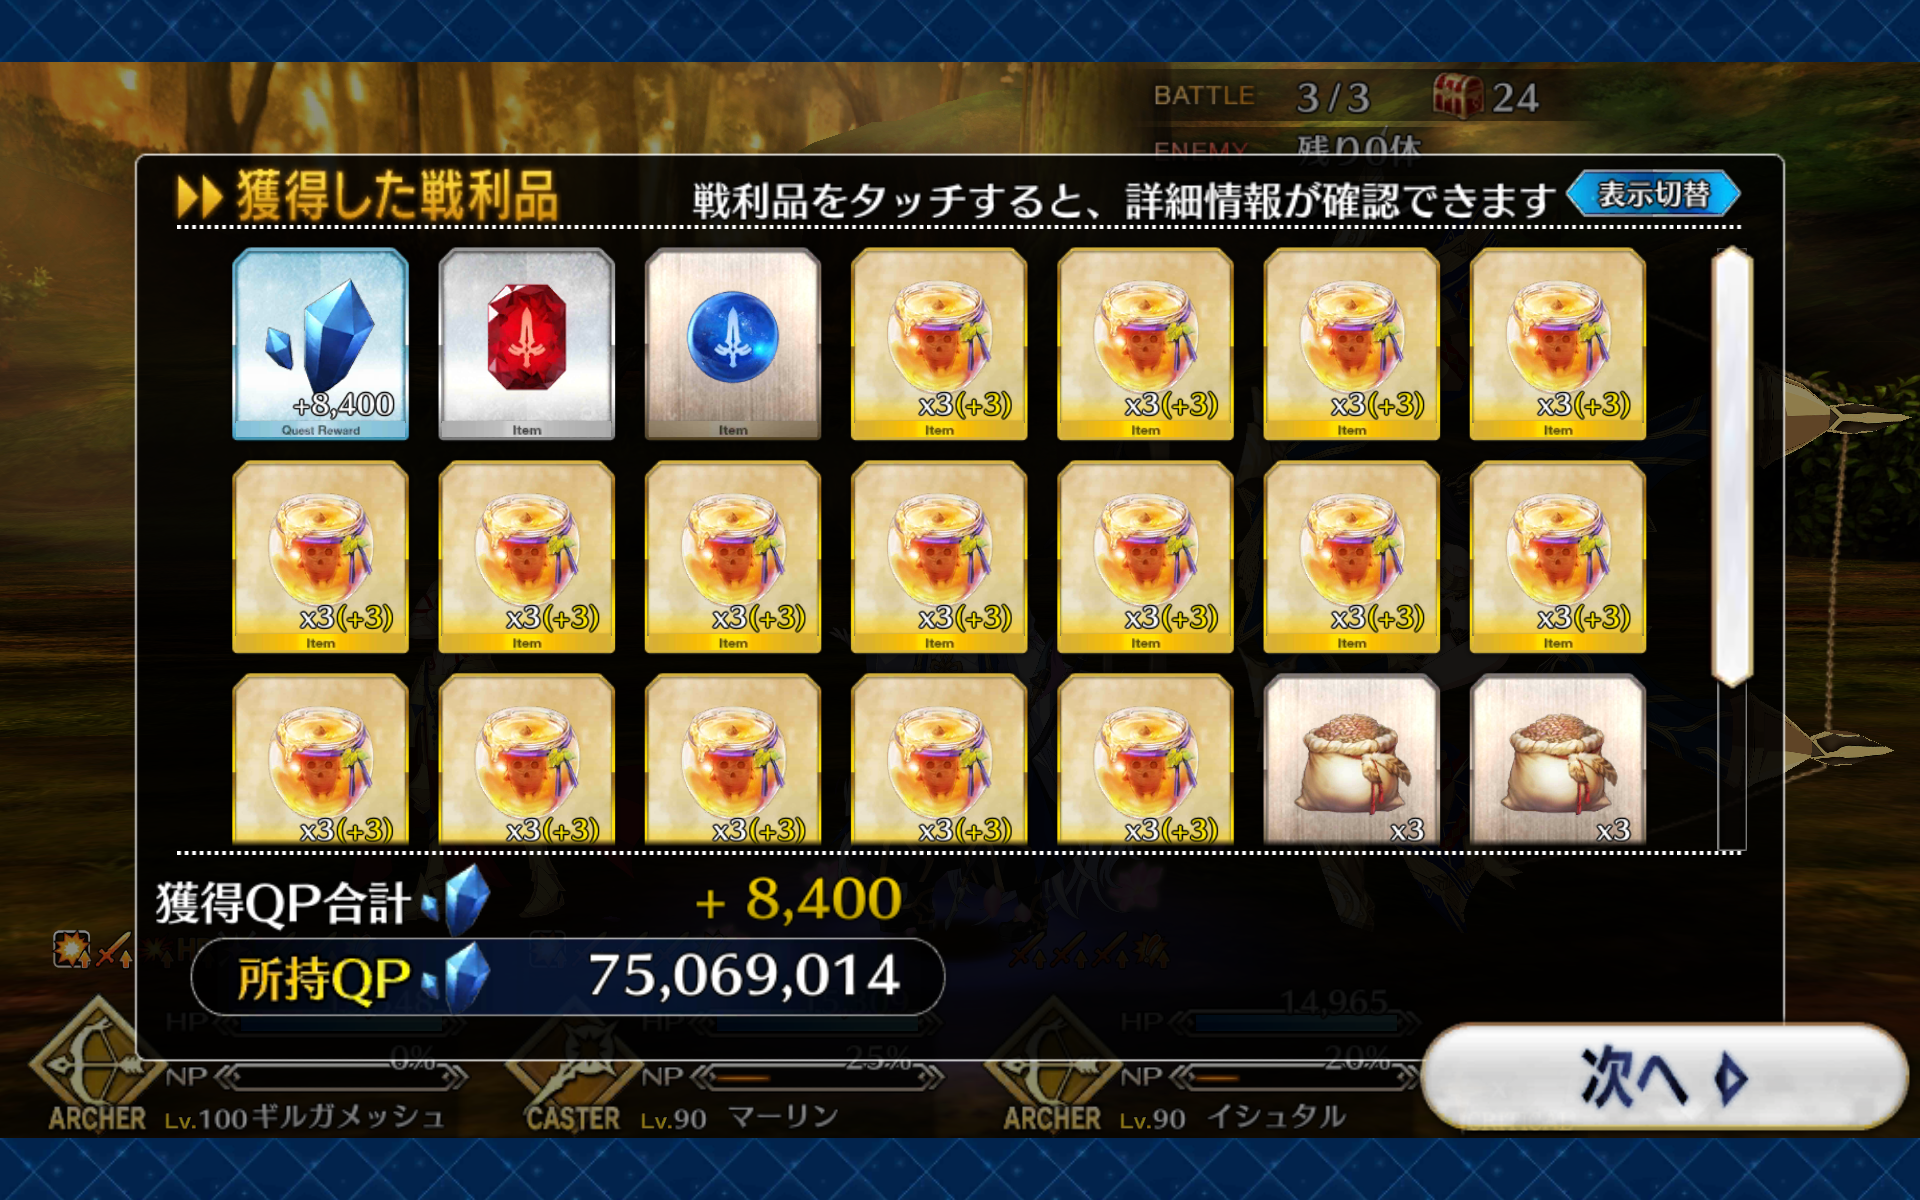 BATTLE 3/3 24
ENEMY 残り0体
獲得した戦利品 戦利品をタッチすると、詳細情報が確認できます 表示切替
+8,400
Quest Reward Item Item
x3(+3) x3(+3) x3(+3) x3(+3)
Item Item Item Item
x3(+3) x3(+3) x3(+3) x3(+3) x3(+3) x3(+3) x3(+3)
Item Item Item Item Item Item Item
x3(+3) x3(+3) x3(+3) x3(+3) x3(+3) x3 x3
獲得QP合計 + 8,400
所持QP 75,069,014
HP HP HP 14,965
0% 25% 20%
NP NP NP
次へ
ARCHER Lv.100 ギルガメッシュ CASTER Lv.90 マーリン ARCHER Lv.90 イシュタル